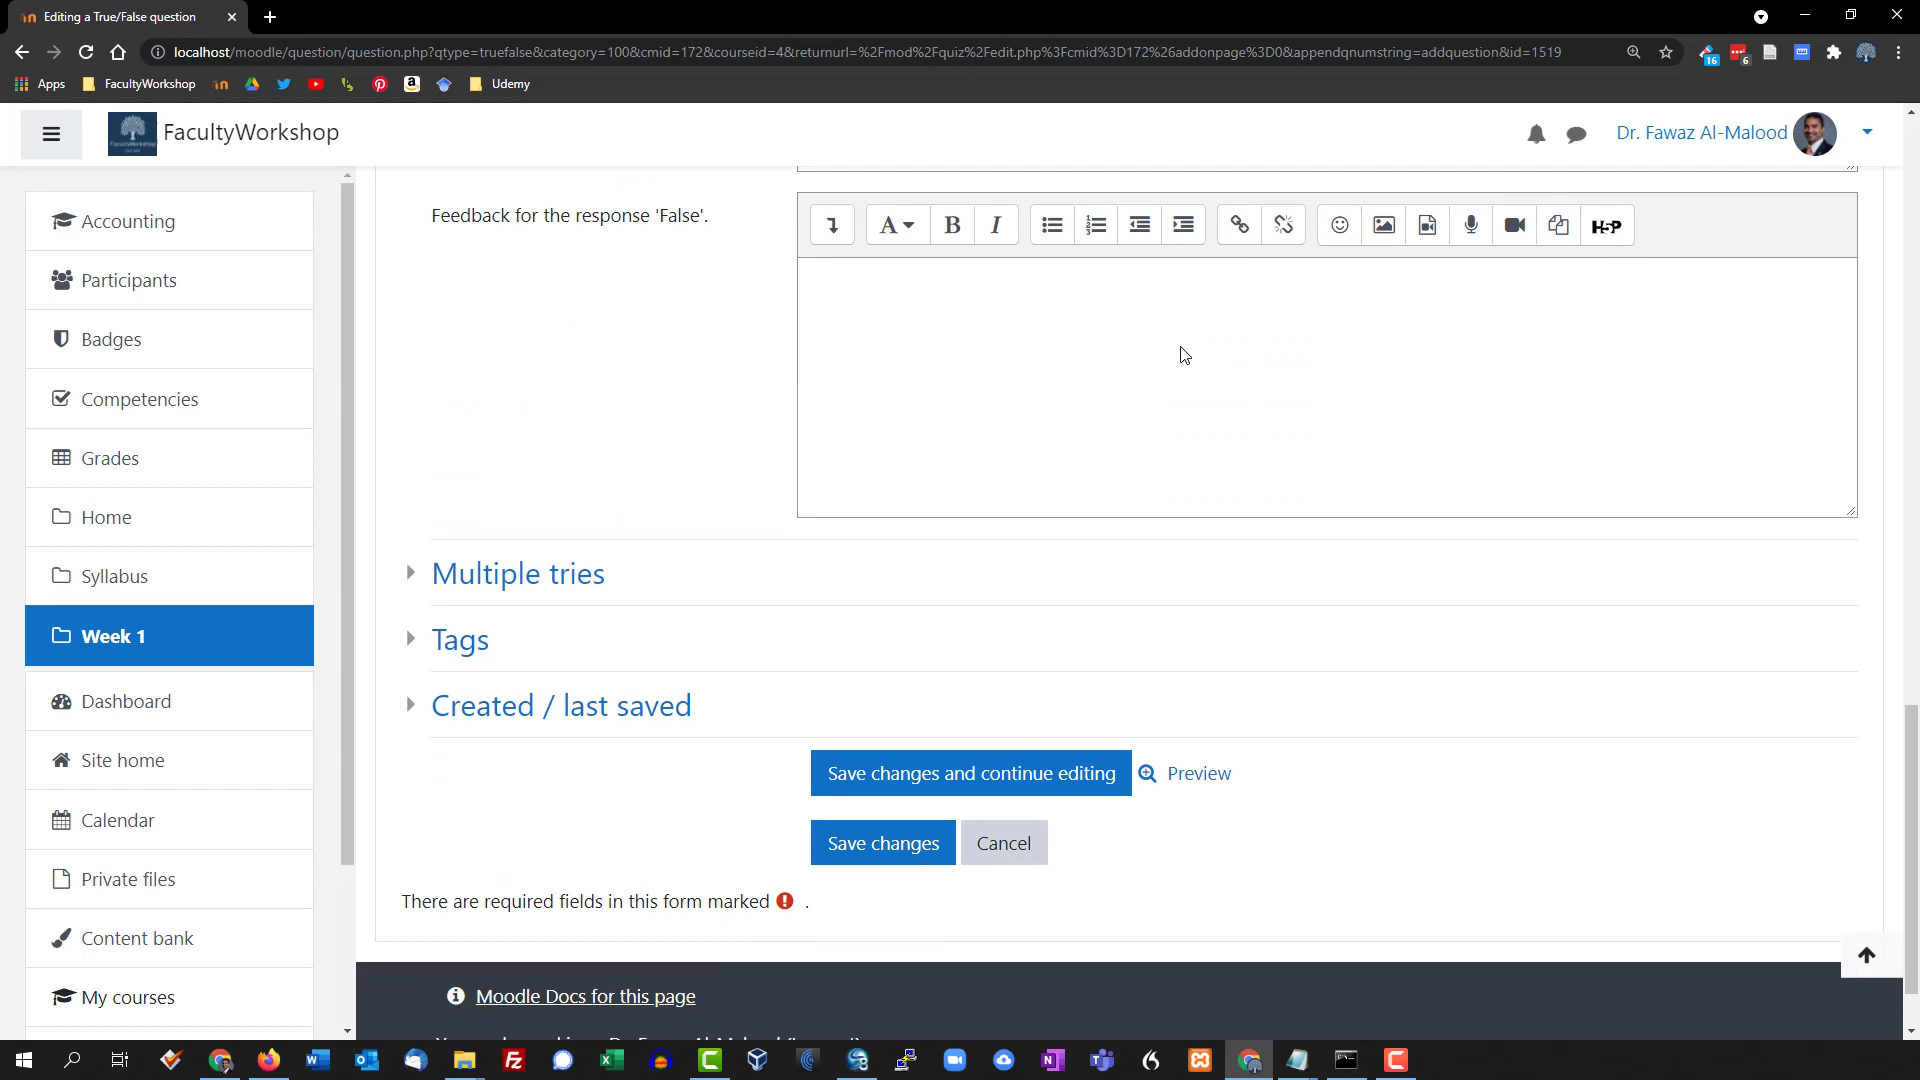 Editing a True/False question
localhost/moodle/question/question.php?qtype=truefalse&category=100&cmid=172&courseid=4&returnurl=%2Fmod%2Fquiz%2Fedit.php%3Fcmid%3D172%26addonpage%3D0&appendqnumstring=addquestion&id=1519
16
6
Apps
FacultyWorkshop
Udemy
FacultyWorkshop
Dr. Fawaz Al-Malood
Accounting
Participants
Badges
Competencies
Grades
Home
Syllabus
Week 1
Dashboard
Site home
Calendar
Private files
Content bank
My courses
Feedback for the response 'False'.
A
B
I
H5P
Multiple tries
Tags
Created / last saved
Save changes and continue editing
Preview
Save changes
Cancel
There are required fields in this form marked .
Moodle Docs for this page